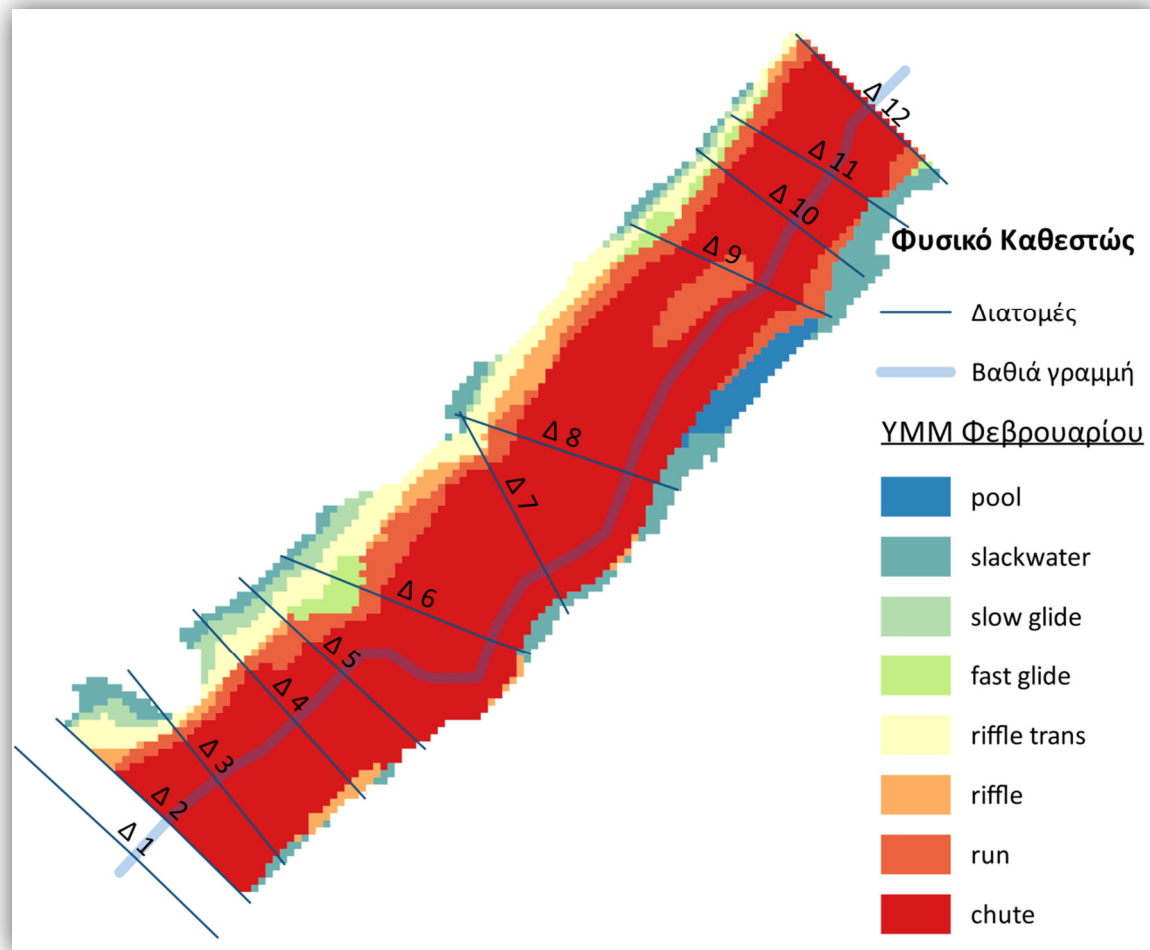 Δ 12
Δ 11
Δ 10
Δ 9
Δ 8
Δ 7
Δ 6
Δ 5
Δ 4
Δ 3
Δ 2
Δ 1
Φυσικό Καθεστώς
Διατομές
Βαθιά γραμμή
ΥΜΜ Φεβρουαρίου
pool
slackwater
slow glide
fast glide
riffle trans
riffle
run
chute